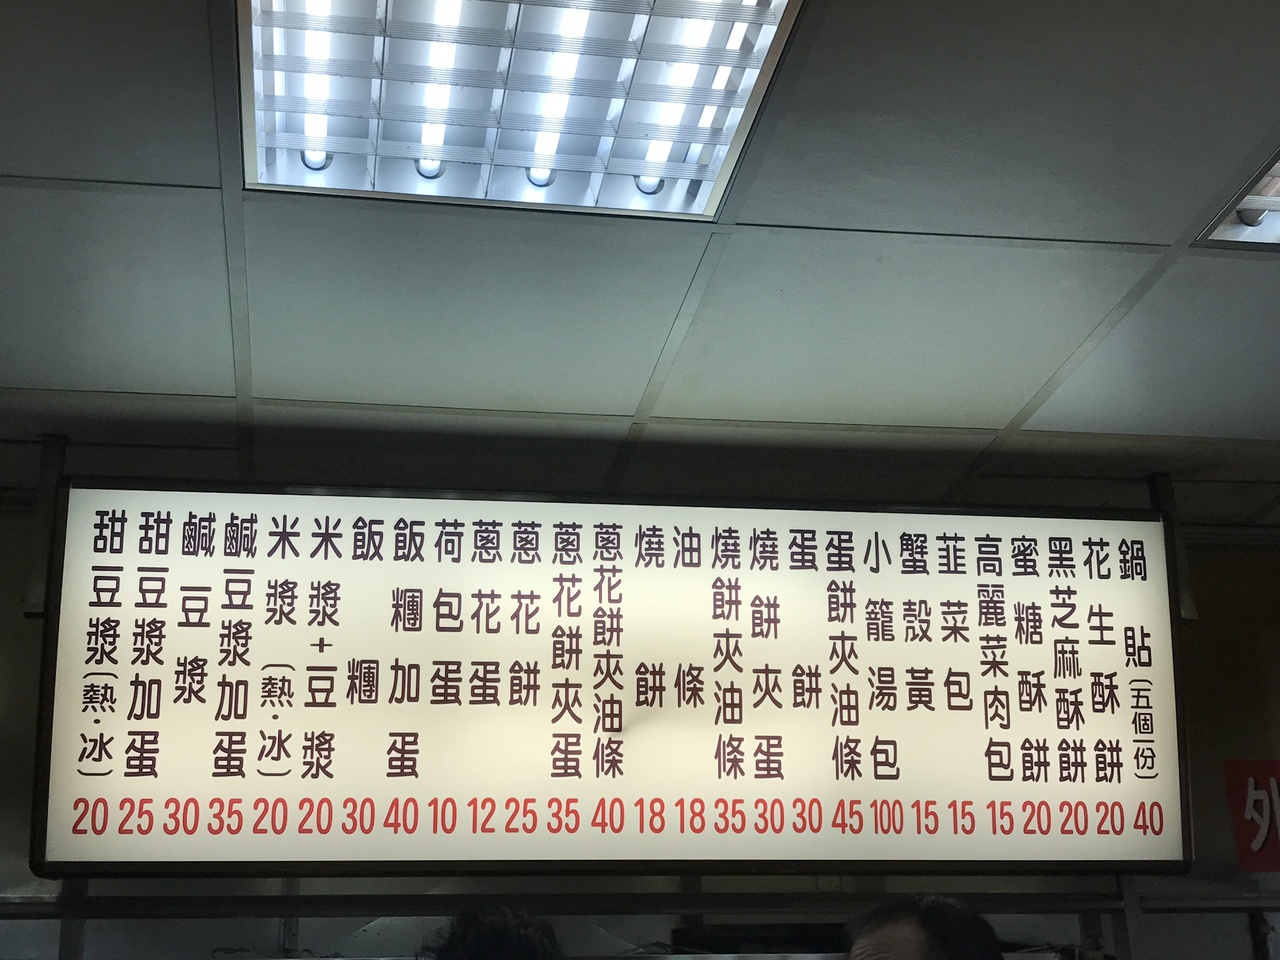 甜豆漿(熱·冰) 20
甜豆漿加蛋 25
鹹豆漿 30
鹹豆漿加蛋 35
米漿(熱·冰) 20
米漿+豆漿 20
飯糰 30
飯糰加蛋 40
荷包蛋 10
蔥花蛋 12
蔥花餅 25
蔥花餅夾蛋 35
蔥花餅夾油條 40
燒餅 18
油條 18
燒餅夾油條 35
燒餅夾蛋 30
蛋餅 30
蛋餅夾油條 45
小籠湯包 100
蟹殼黃 15
韮菜包 15
高麗菜肉包 15
蜜糖酥餅 20
黑芝麻酥餅 20
花生酥餅 20
鍋貼(五個一份) 40
外